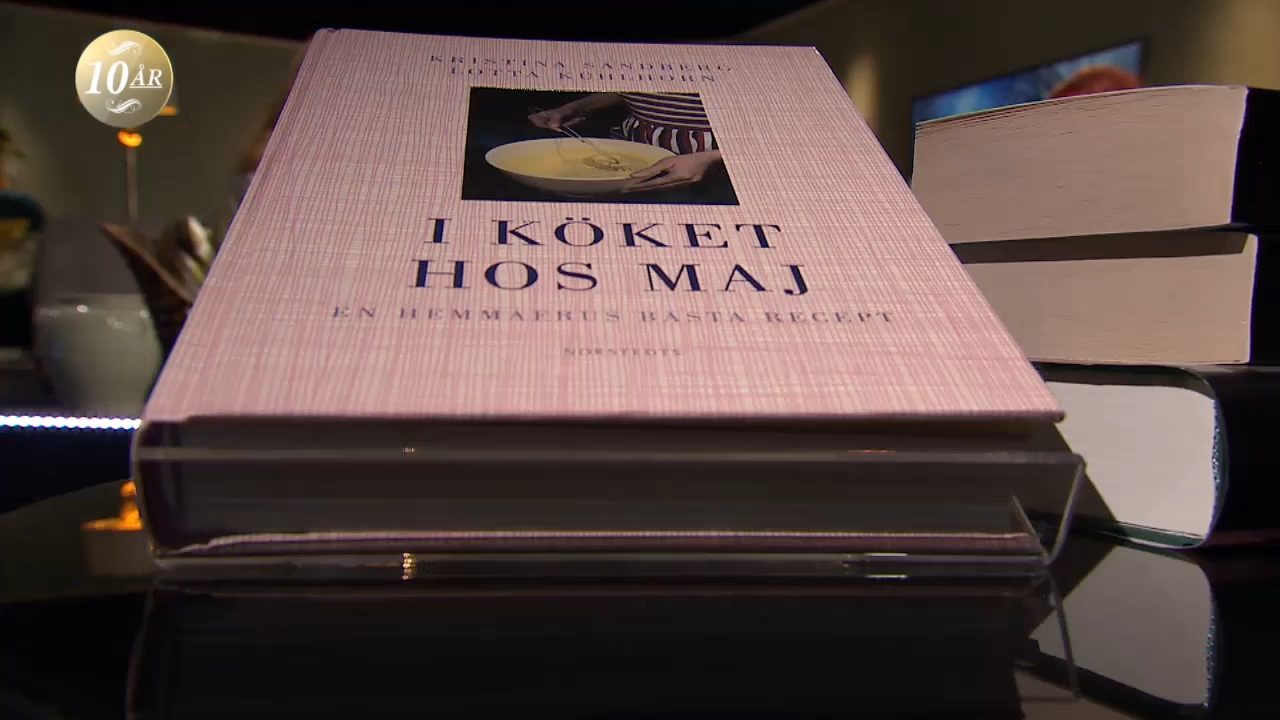 10 ÅR
KRISTINA SANDBERG
LOTTA KÜHLHORN
I KÖKET
HOS MAJ
EN HEMMAFRUS BÄSTA RECEPT
NORSTEDTS